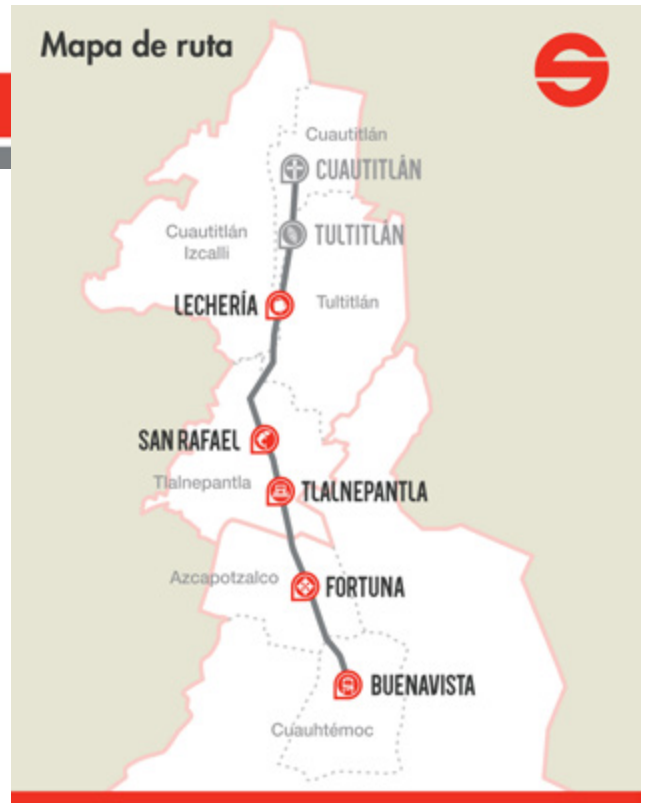 Mapa de ruta
Cuautitlán
CUAUTITLÁN
Cuautitlán
Izcalli
TULTITLÁN
LECHERÍA
Tultitlán
SAN RAFAEL
Tlalnepantla
TLALNEPANTLA
Azcapotzalco
FORTUNA
BUENAVISTA
Cuauhtémoc